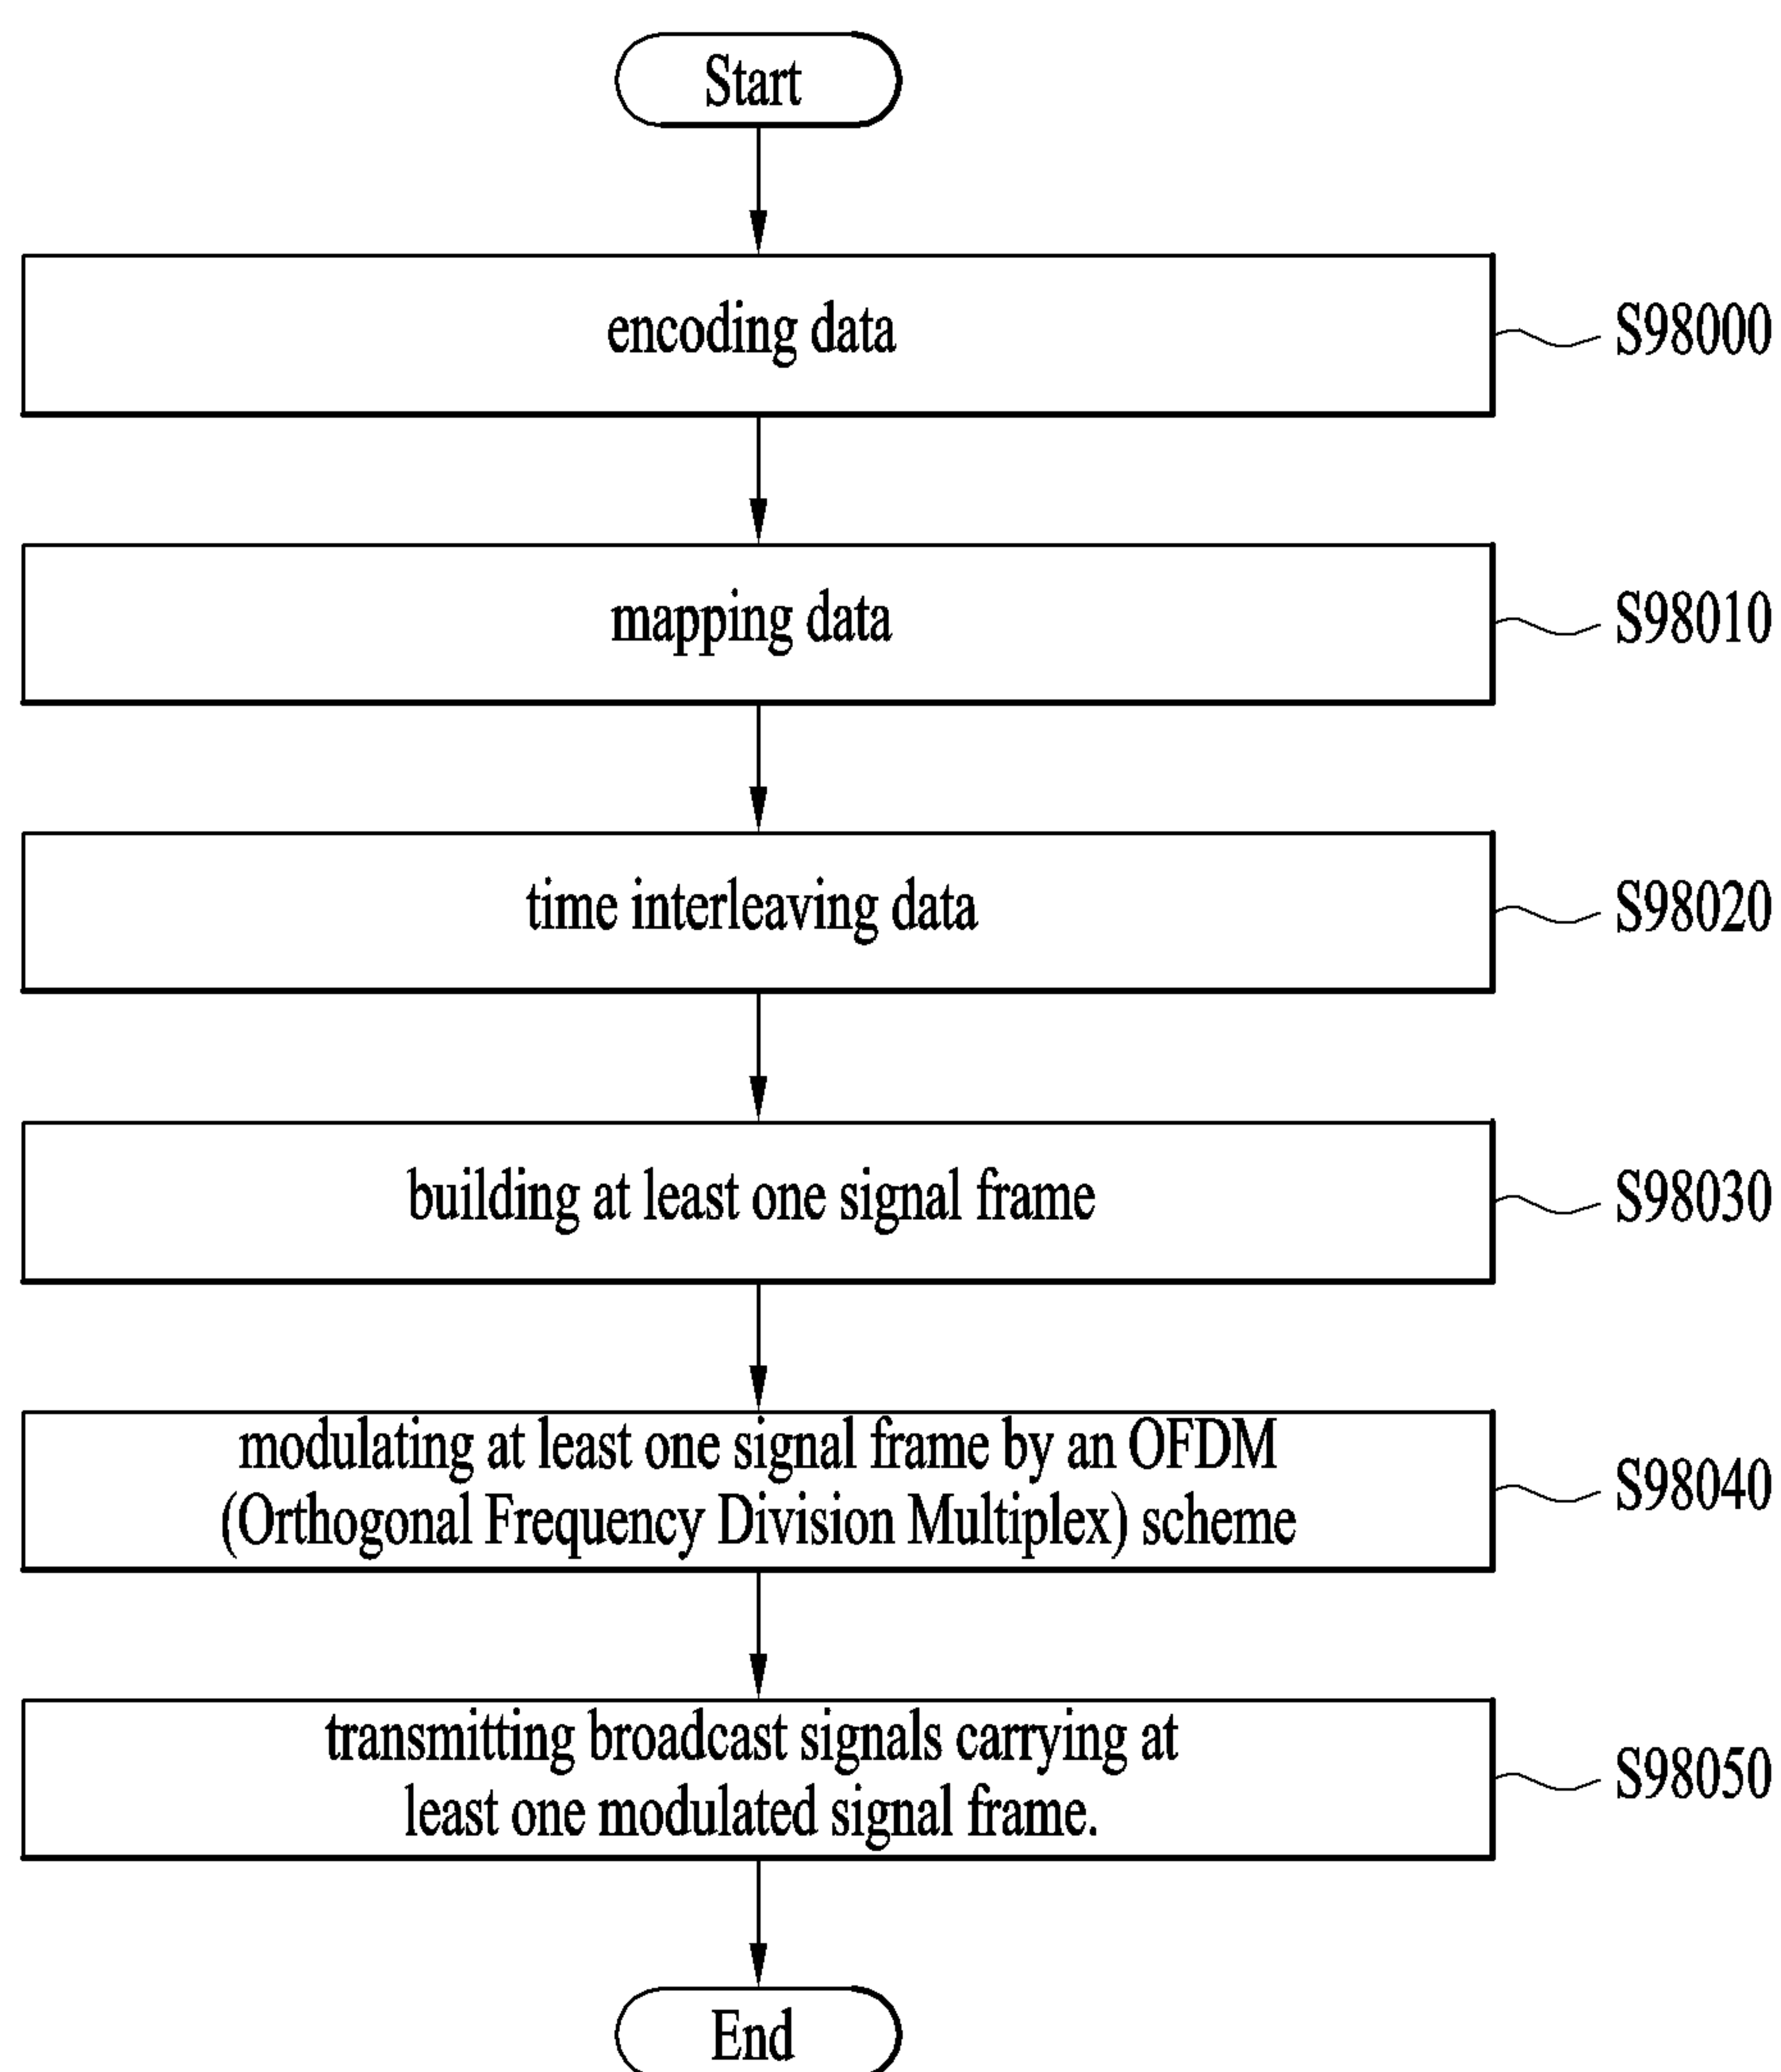 Start
encoding data
S98000
mapping data
S98010
time interleaving data
S98020
building at least one signal frame
S98030
modulating at least one signal frame by an OFDM
(Orthogonal Frequency Division Multiplex) scheme
S98040
transmitting broadcast signals carrying at
least one modulated signal frame.
S98050
End